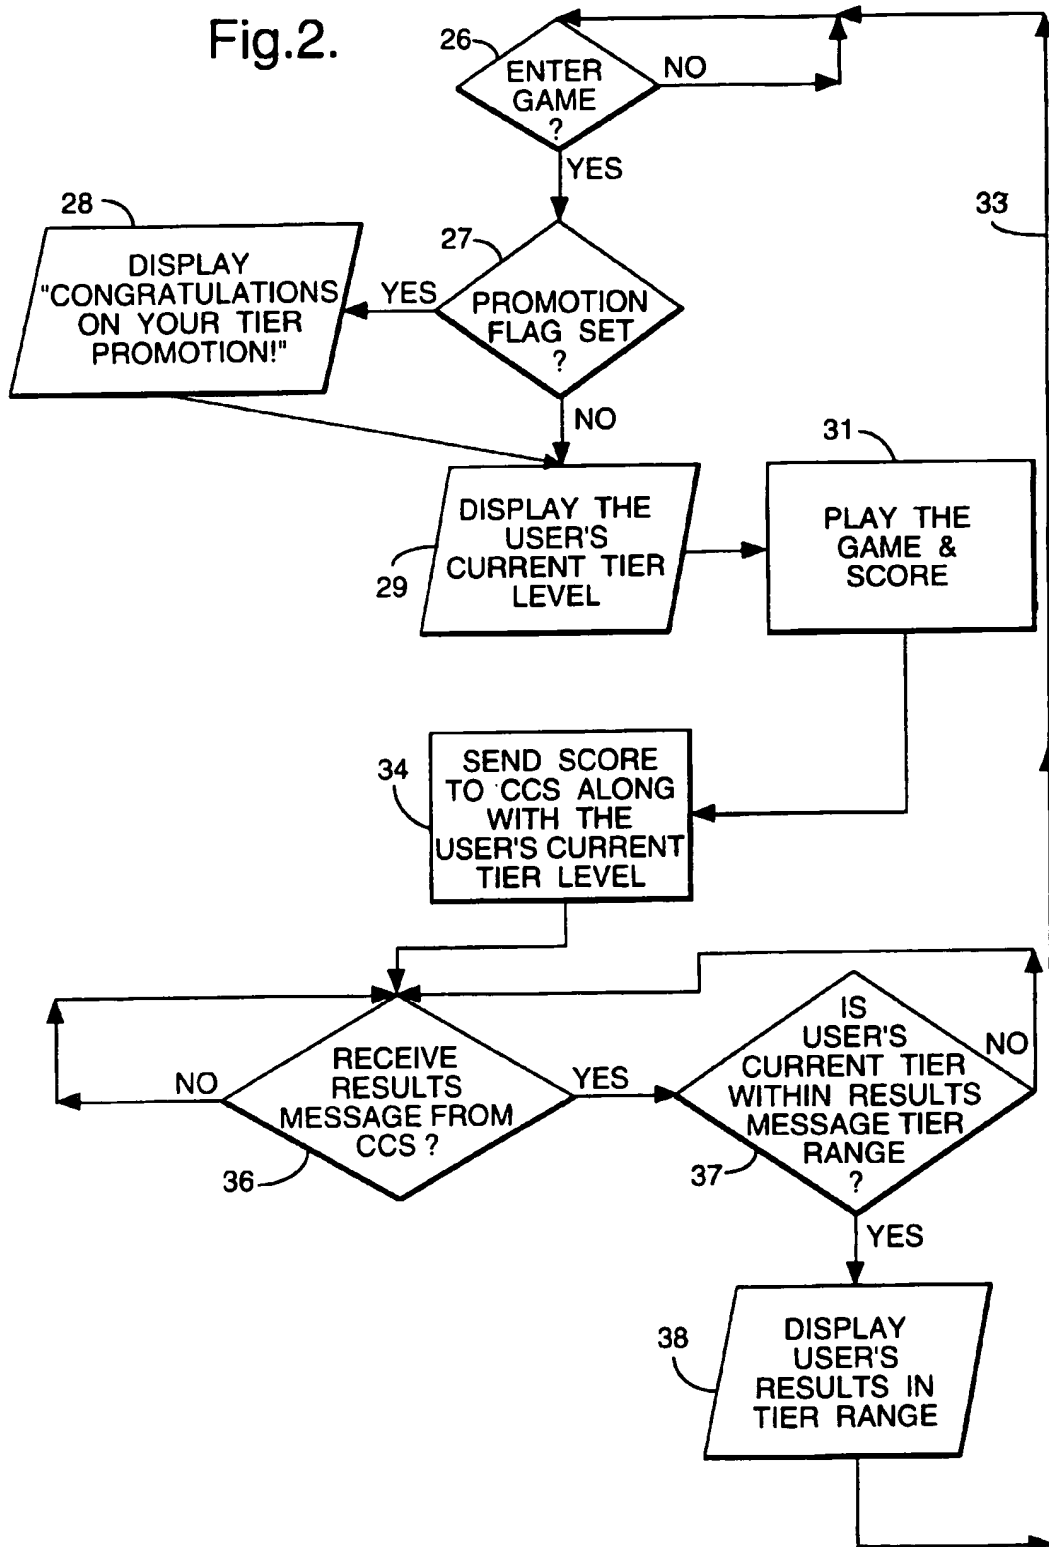 Fig.2.
26
ENTER
GAME
?
NO
YES
28
DISPLAY
"CONGRATULATIONS
ON YOUR TIER
PROMOTION!"
27
YES
PROMOTION
FLAG SET
?
NO
33
29
DISPLAY THE
USER'S
CURRENT TIER
LEVEL
31
PLAY THE
GAME &
SCORE
34
SEND SCORE
TO CCS ALONG
WITH THE
USER'S CURRENT
TIER LEVEL
NO
RECEIVE
RESULTS
MESSAGE FROM
CCS ?
36
YES
IS
USER'S
CURRENT TIER
WITHIN RESULTS
MESSAGE TIER
RANGE
?
NO
37
YES
38
DISPLAY
USER'S
RESULTS IN
TIER RANGE